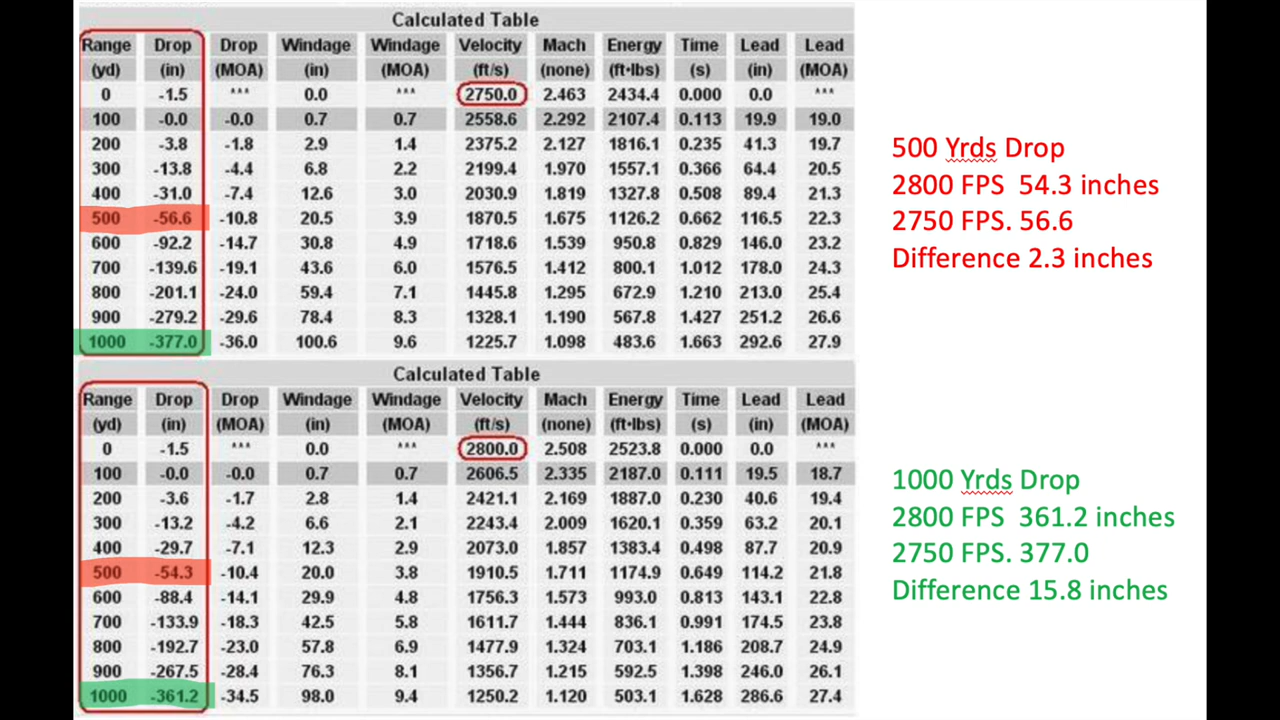 Calculated Table
Range Drop Drop Windage Windage Velocity Mach Energy Time Lead Lead
(yd) (in) (MOA) (in) (MOA) (ft/s) (none) (ft•lbs) (s) (in) (MOA)
0 -1.5 *** 0.0 *** 2750.0 2.463 2434.4 0.000 0.0 ***
100 -0.0 -0.0 0.7 0.7 2558.6 2.292 2107.4 0.113 19.9 19.0
200 -3.8 -1.8 2.9 1.4 2375.2 2.127 1816.1 0.235 41.3 19.7
300 -13.8 -4.4 6.8 2.2 2199.4 1.970 1557.1 0.366 64.4 20.5
400 -31.0 -7.4 12.6 3.0 2030.9 1.819 1327.8 0.508 89.4 21.3
500 -56.6 -10.8 20.5 3.9 1870.5 1.675 1126.2 0.662 116.5 22.3
600 -92.2 -14.7 30.8 4.9 1718.6 1.539 950.8 0.829 146.0 23.2
700 -139.6 -19.1 43.6 6.0 1576.5 1.412 800.1 1.012 178.0 24.3
800 -201.1 -24.0 59.4 7.1 1445.8 1.295 672.9 1.210 213.0 25.4
900 -279.2 -29.6 78.4 8.3 1328.1 1.190 567.8 1.427 251.2 26.6
1000 -377.0 -36.0 100.6 9.6 1225.7 1.098 483.6 1.663 292.6 27.9
Calculated Table
Range Drop Drop Windage Windage Velocity Mach Energy Time Lead Lead
(yd) (in) (MOA) (in) (MOA) (ft/s) (none) (ft•lbs) (s) (in) (MOA)
0 -1.5 *** 0.0 *** 2800.0 2.508 2523.8 0.000 0.0 ***
100 -0.0 -0.0 0.7 0.7 2606.5 2.335 2187.0 0.111 19.5 18.7
200 -3.6 -1.7 2.8 1.4 2421.1 2.169 1887.0 0.230 40.6 19.4
300 -13.2 -4.2 6.6 2.1 2243.4 2.009 1620.1 0.359 63.2 20.1
400 -29.7 -7.1 12.3 2.9 2073.0 1.857 1383.4 0.498 87.7 20.9
500 -54.3 -10.4 20.0 3.8 1910.5 1.711 1174.9 0.649 114.2 21.8
600 -88.4 -14.1 29.9 4.8 1756.3 1.573 993.0 0.813 143.1 22.8
700 -133.9 -18.3 42.5 5.8 1611.7 1.444 836.1 0.991 174.5 23.8
800 -192.7 -23.0 57.8 6.9 1477.9 1.324 703.1 1.186 208.7 24.9
900 -267.5 -28.4 76.3 8.1 1356.7 1.215 592.5 1.398 246.0 26.1
1000 -361.2 -34.5 98.0 9.4 1250.2 1.120 503.1 1.628 286.6 27.4
500 Yrds Drop
2800 FPS 54.3 inches
2750 FPS. 56.6
Difference 2.3 inches
1000 Yrds Drop
2800 FPS 361.2 inches
2750 FPS. 377.0
Difference 15.8 inches